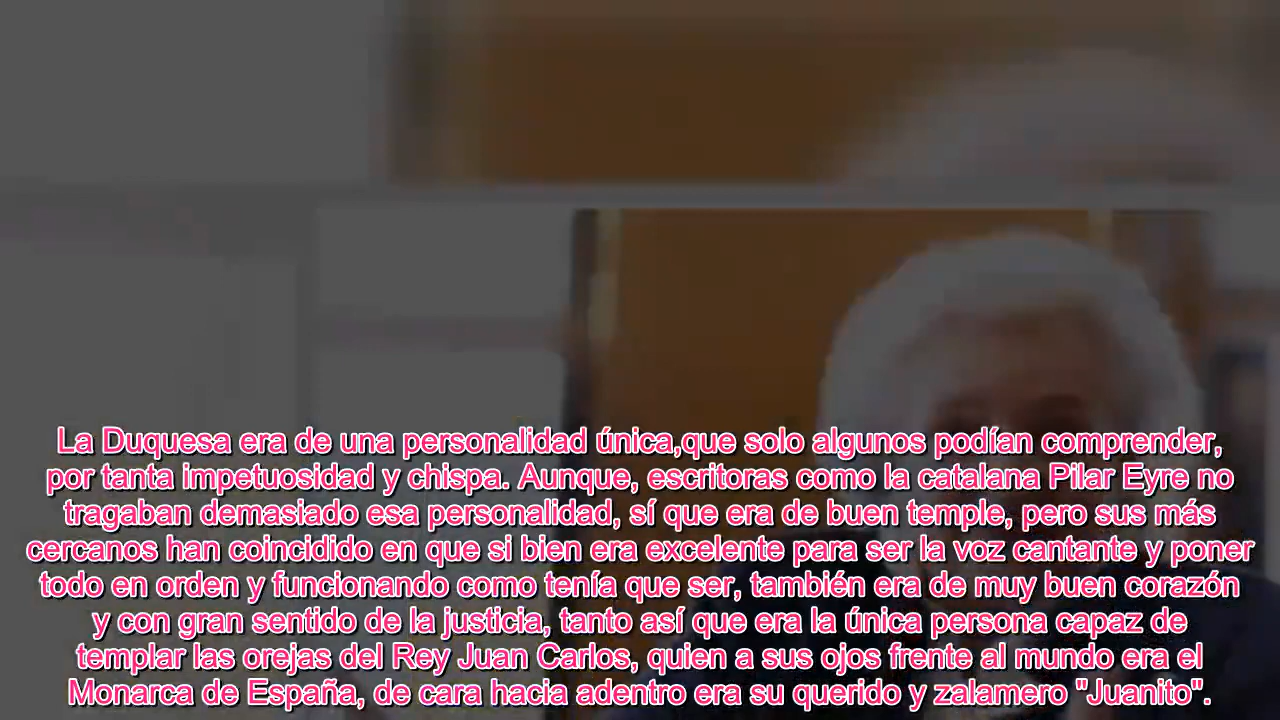 La Duquesa era de una personalidad única,que solo algunos podían comprender,
por tanta impetuosidad y chispa. Aunque, escritoras como la catalana Pilar Eyre no
tragaban demasiado esa personalidad, sí que era de buen temple, pero sus más
cercanos han coincidido en que si bien era excelente para ser la voz cantante y poner
todo en orden y funcionando como tenía que ser, también era de muy buen corazón
y con gran sentido de la justicia, tanto así que era la única persona capaz de
templar las orejas del Rey Juan Carlos, quien a sus ojos frente al mundo era el
Monarca de España, de cara hacia adentro era su querido y zalamero "Juanito".